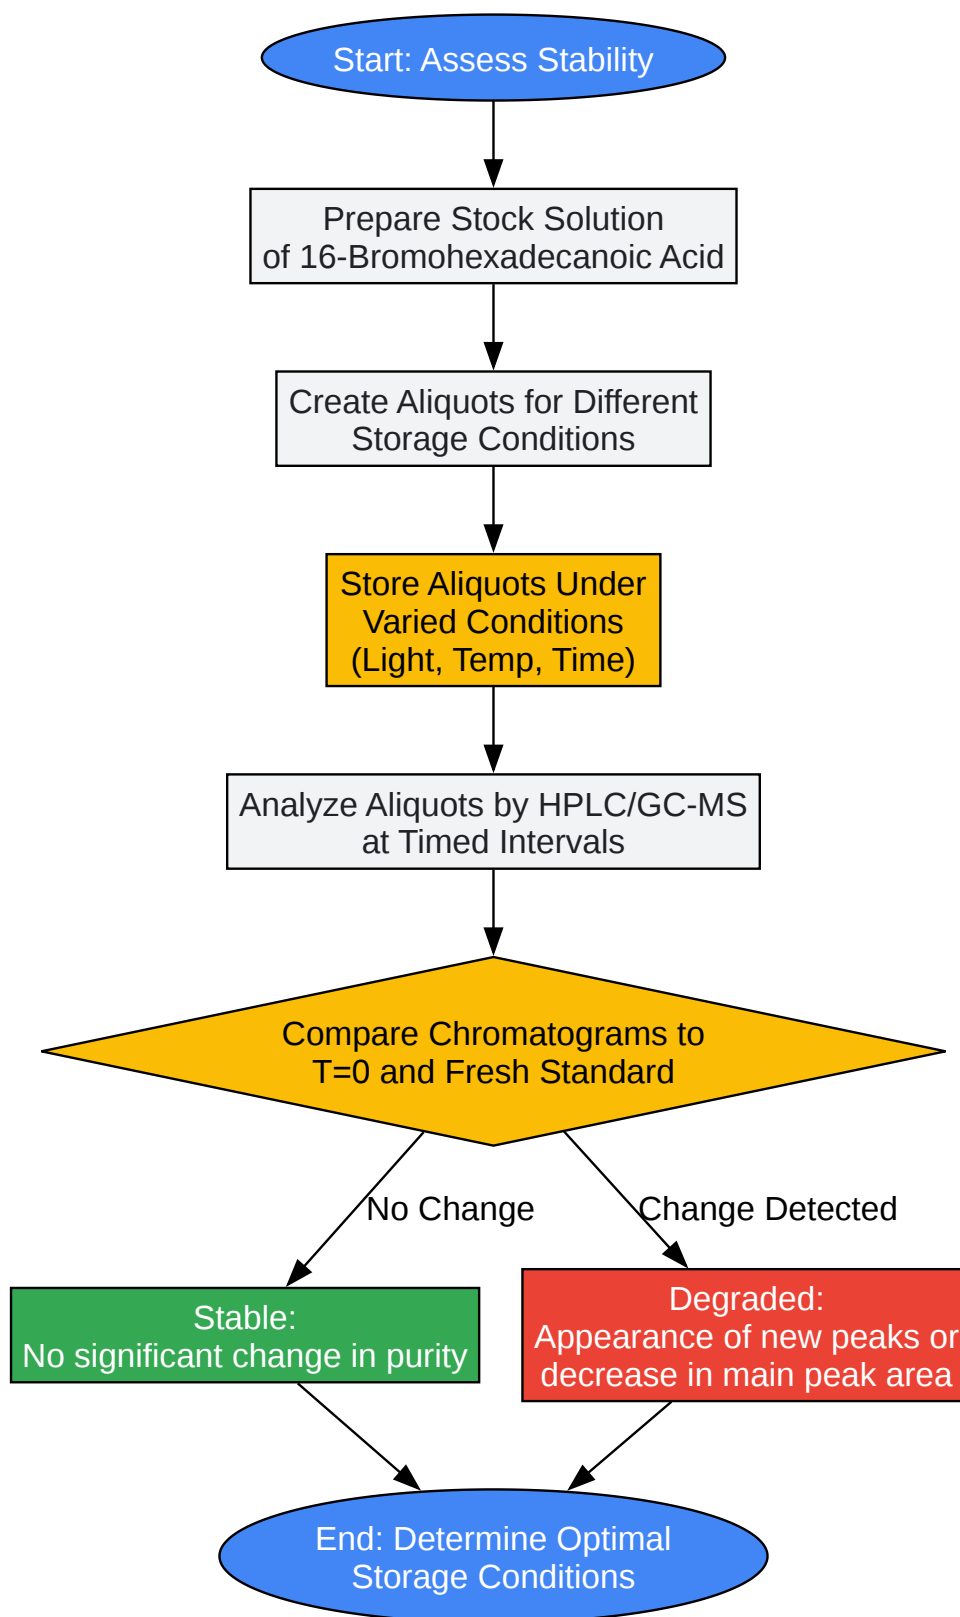 Start: Assess Stability
Prepare Stock Solution
of 16-Bromohexadecanoic Acid
Create Aliquots for Different
Storage Conditions
Store Aliquots Under
Varied Conditions
(Light, Temp, Time)
Analyze Aliquots by HPLC/GC-MS
at Timed Intervals
Compare Chromatograms to
T=0 and Fresh Standard
No Change
Change Detected
Stable:
No significant change in purity
Degraded:
Appearance of new peaks or
decrease in main peak area
End: Determine Optimal
Storage Conditions